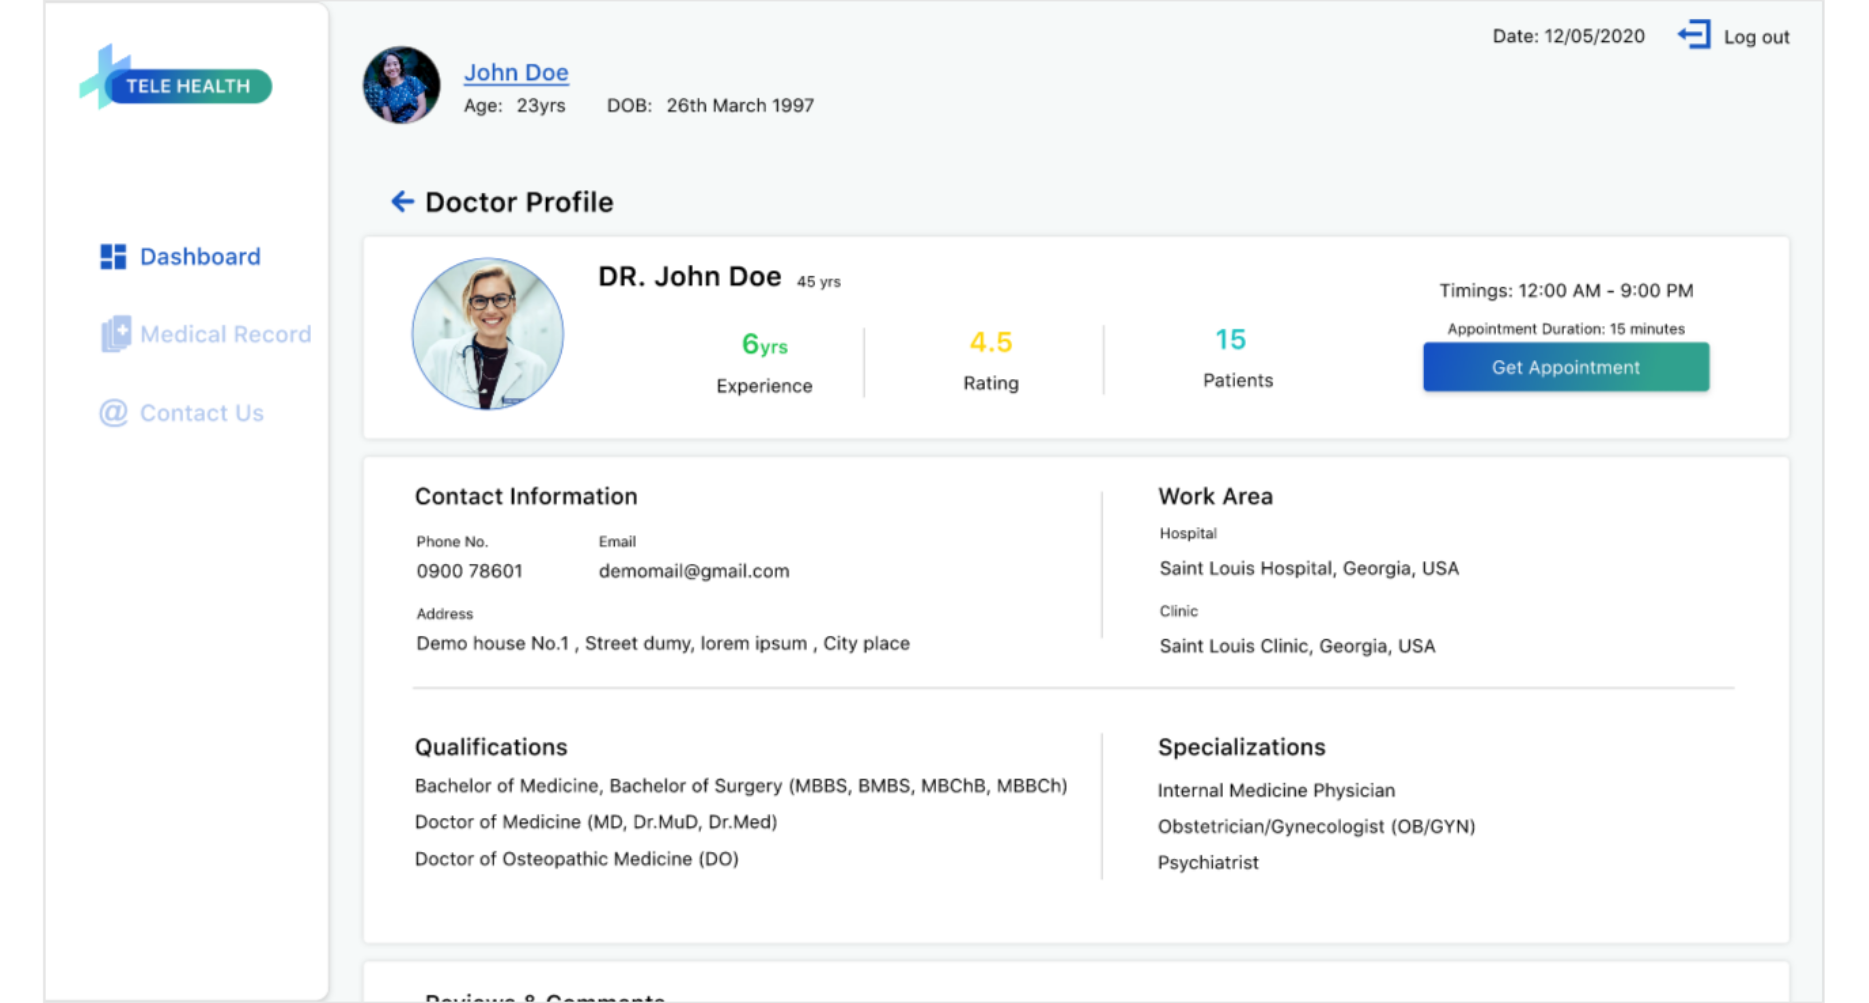 TELE HEALTH
Date: 12/05/2020
Log out
John Doe
Age: 23yrs DOB: 26th March 1997
Dashboard
Medical Record
@ Contact Us
Doctor Profile
DR. John Doe 45 yrs
6yrs
Experience
4.5
Rating
15
Patients
Timings: 12:00 AM - 9:00 PM
Appointment Duration: 15 minutes
Get Appointment
Contact Information
Phone No. Email
0900 78601 demomail@gmail.com
Address
Demo house No.1 , Street dumy, lorem ipsum , City place
Work Area
Hospital
Saint Louis Hospital, Georgia, USA
Clinic
Saint Louis Clinic, Georgia, USA
Qualifications
Bachelor of Medicine, Bachelor of Surgery (MBBS, BMBS, MBChB, MBBCh)
Doctor of Medicine (MD, Dr.MuD, Dr.Med)
Doctor of Osteopathic Medicine (DO)
Specializations
Internal Medicine Physician
Obstetrician/Gynecologist (OB/GYN)
Psychiatrist
Reviews & Comments